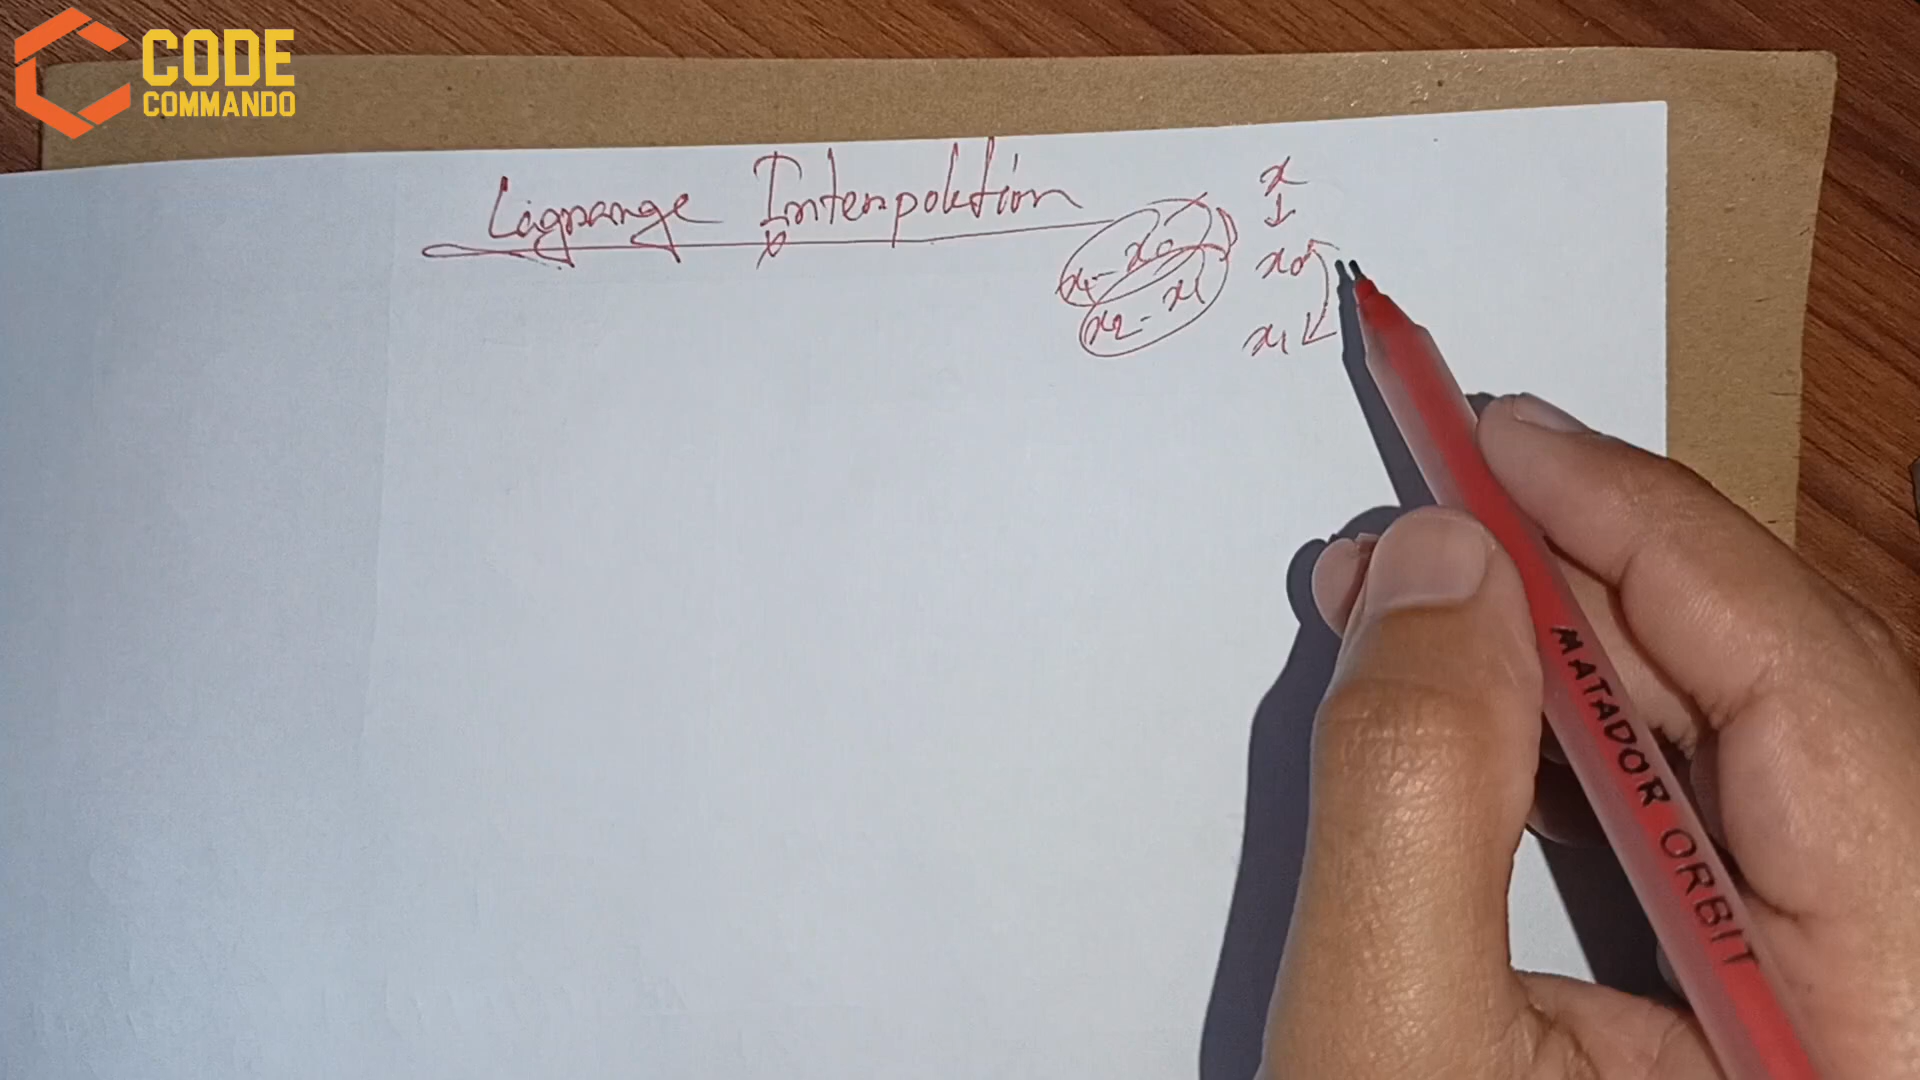 CODE
COMMANDO
Lagrange Interpolation
x1 - x0
x2 - x1
x
↓
x0
x1
MATADOR ORBIT